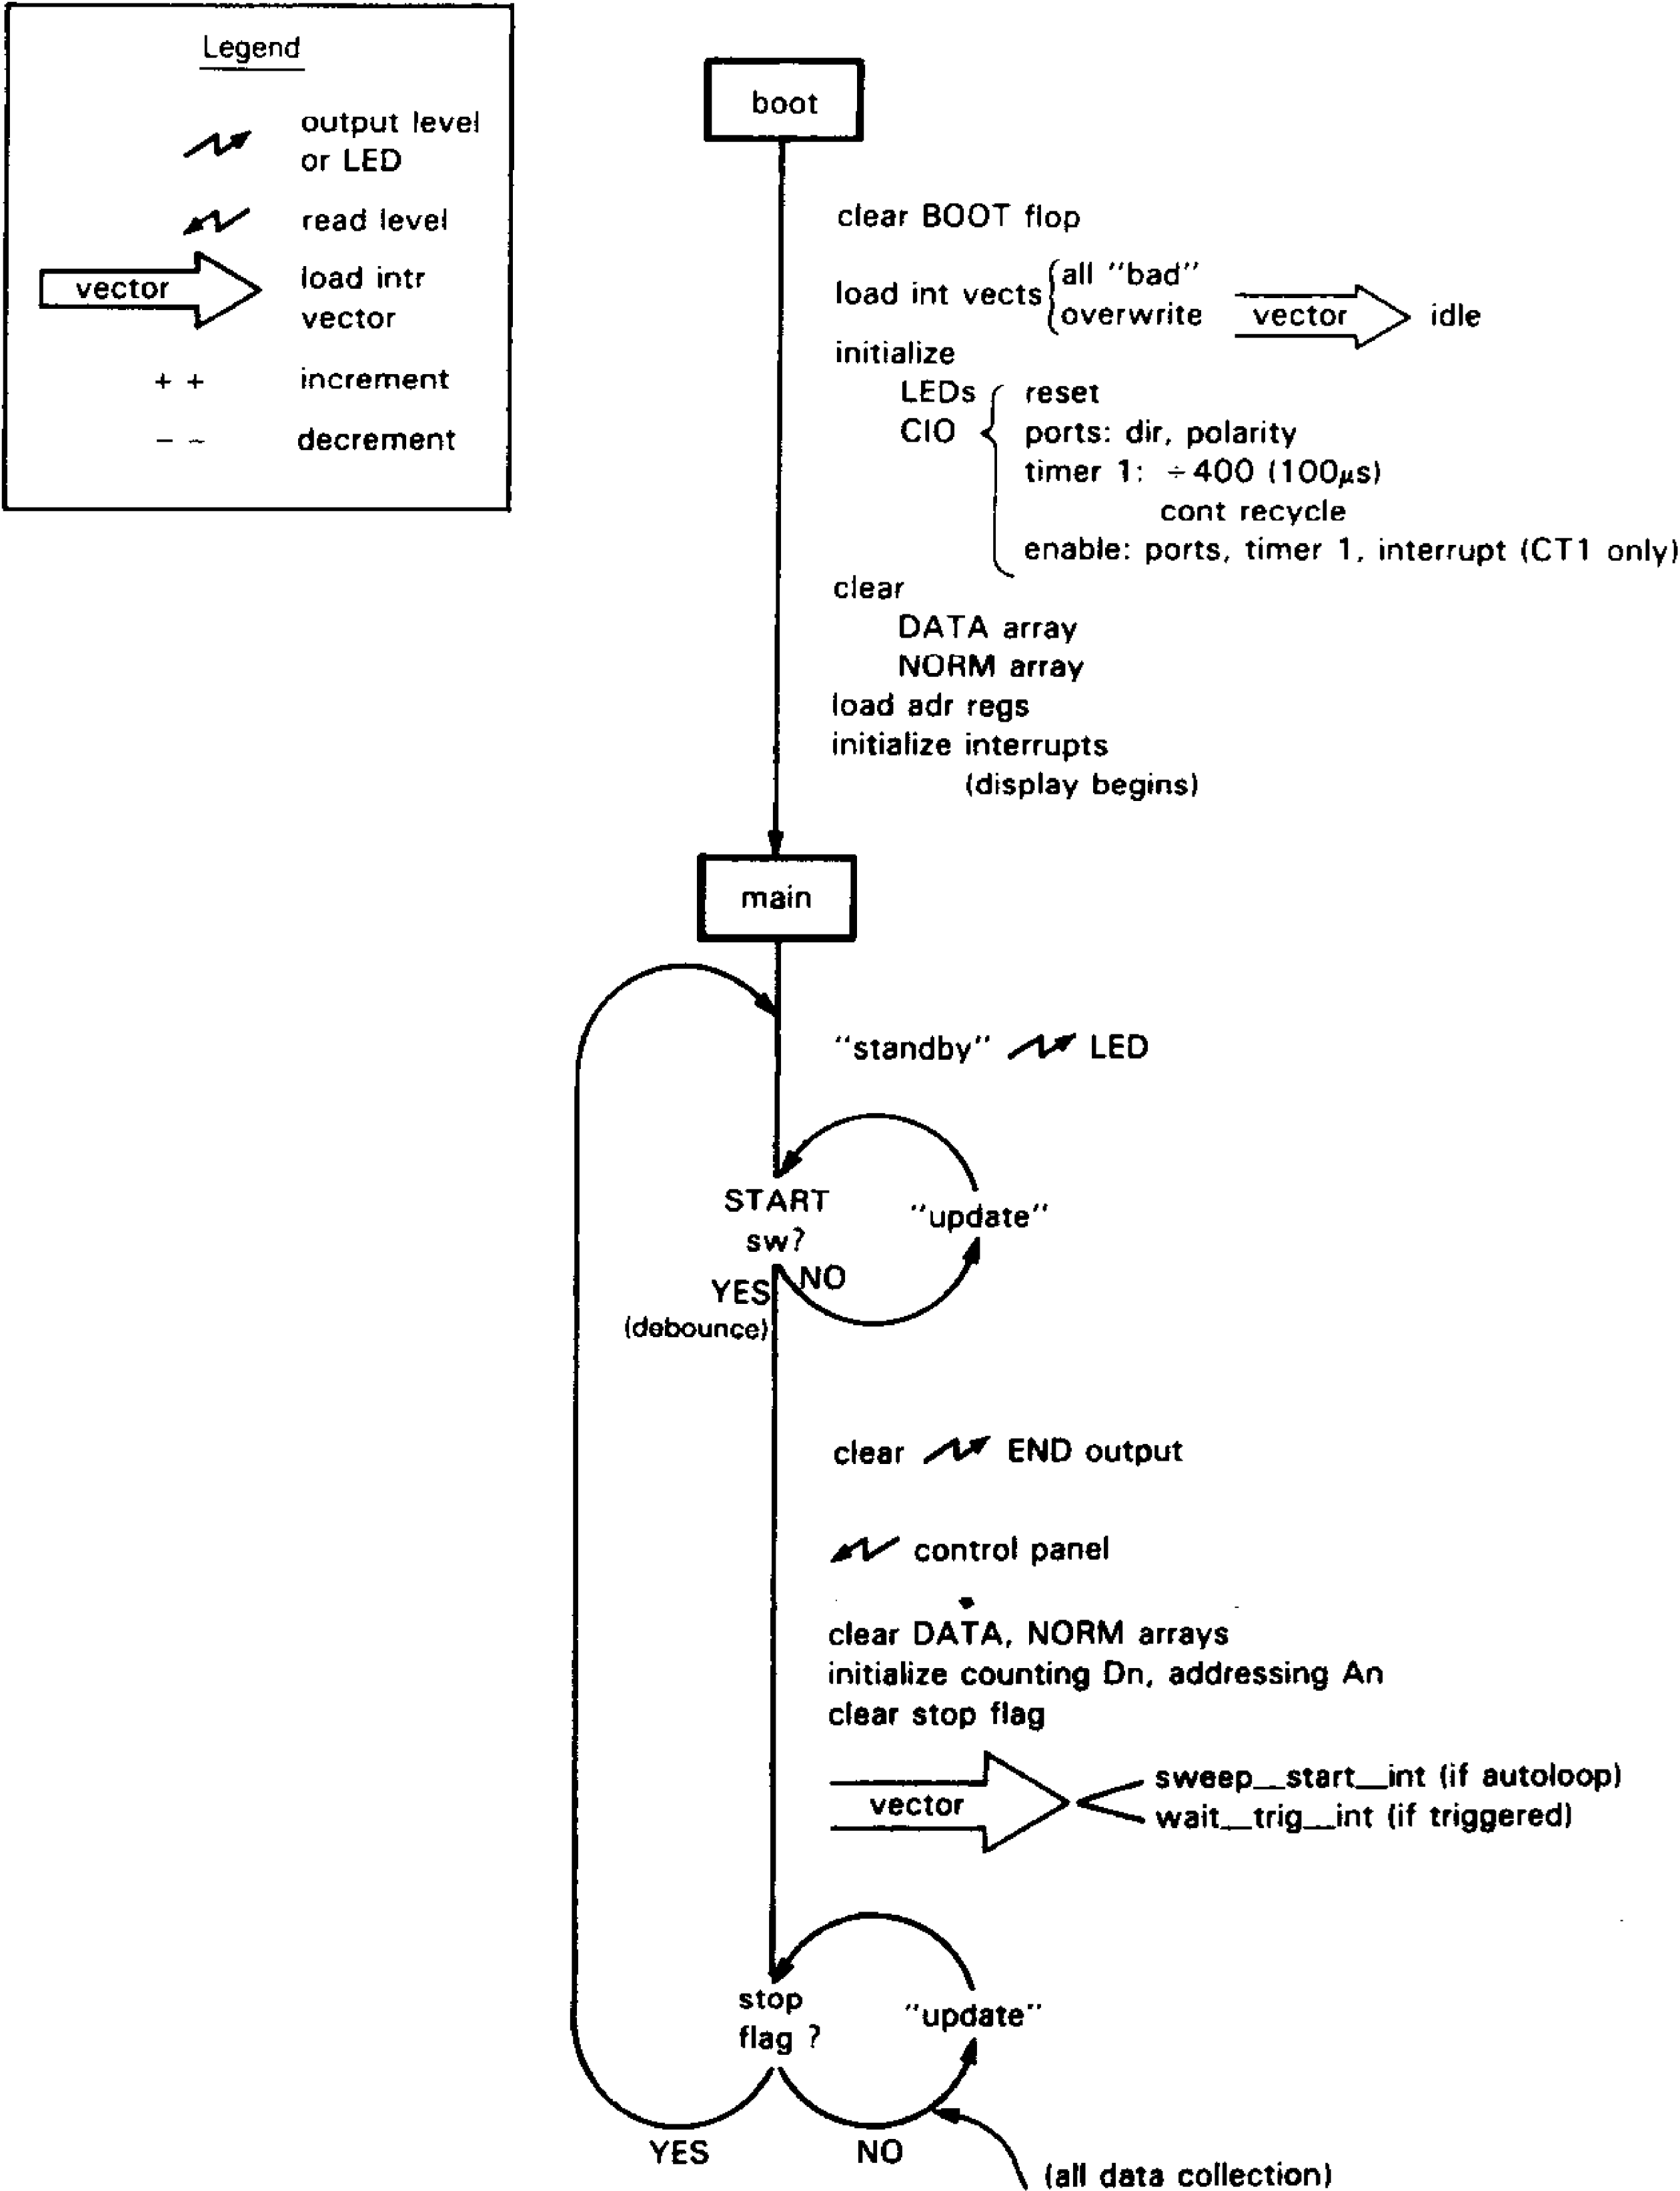 Legend
output level
or LED
read level
vector
load intr
vector
+ + increment
− − decrement
boot
clear BOOT flop
load int vects
all "bad"
overwrite
vector
idle
initialize
LEDs
CIO
reset
ports: dir, polarity
timer 1: ÷400 (100μs)
cont recycle
enable: ports, timer 1, interrupt (CT1 only)
clear
DATA array
NORM array
load adr regs
initialize interrupts
(display begins)
main
"standby" LED
START
sw?
"update"
YES
NO
(debounce)
clear END output
control panel
clear DATA, NORM arrays
initialize counting Dn, addressing An
clear stop flag
vector
sweep__start__int (if autoloop)
wait__trig__int (if triggered)
stop
flag ?
"update"
YES
NO
(all data collection)